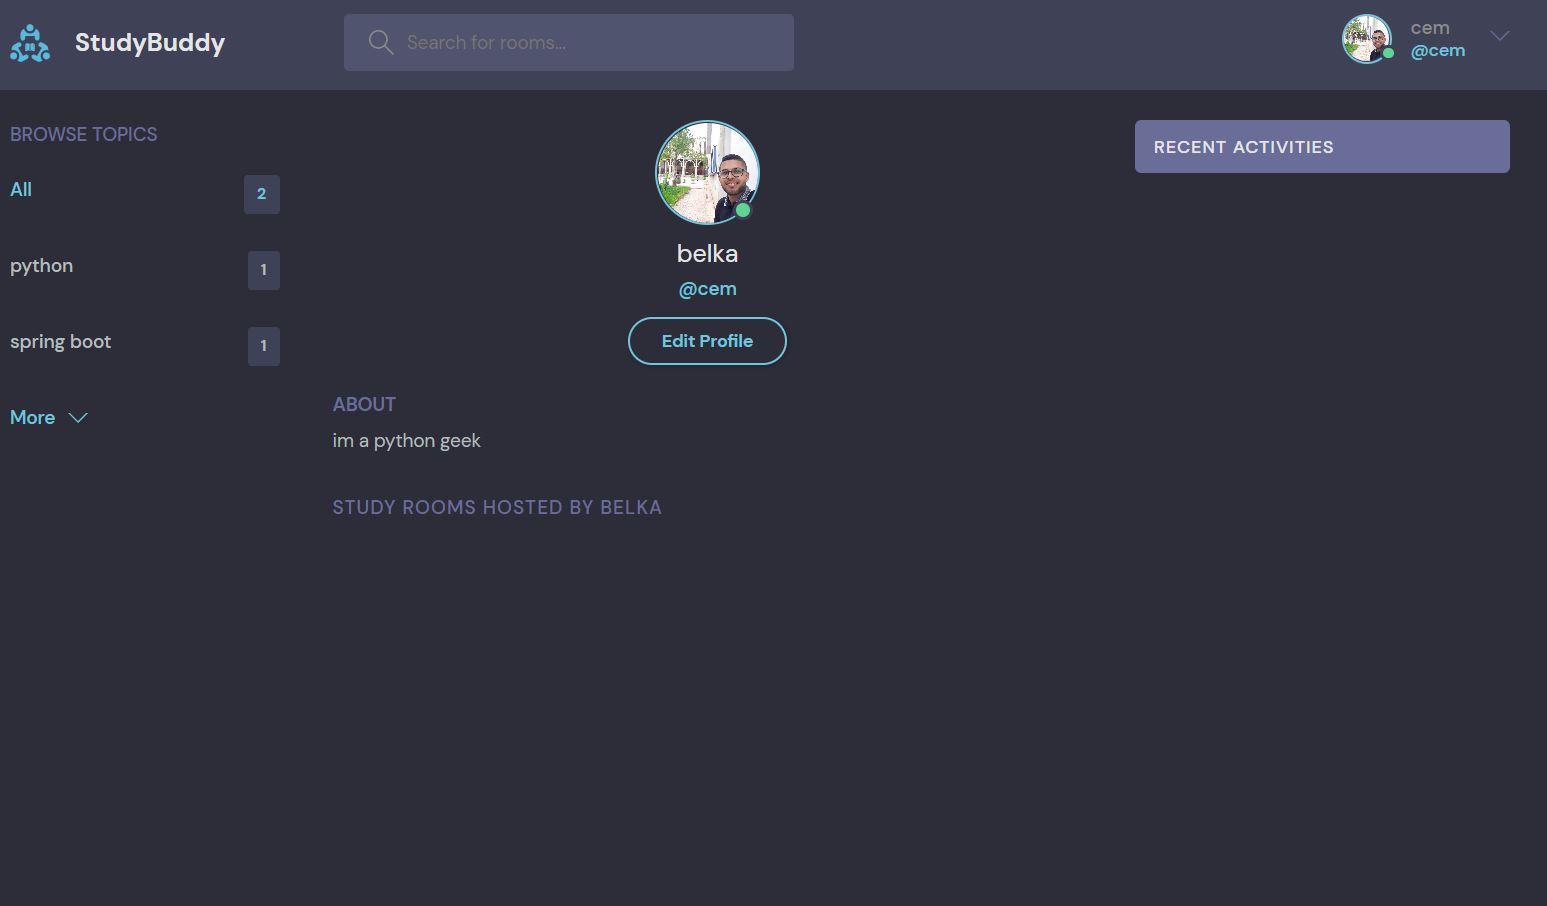 StudyBuddy
Search for rooms...
cem
@cem
BROWSE TOPICS
All 2
python 1
spring boot 1
More
belka
@cem
Edit Profile
ABOUT
im a python geek
STUDY ROOMS HOSTED BY BELKA
RECENT ACTIVITIES